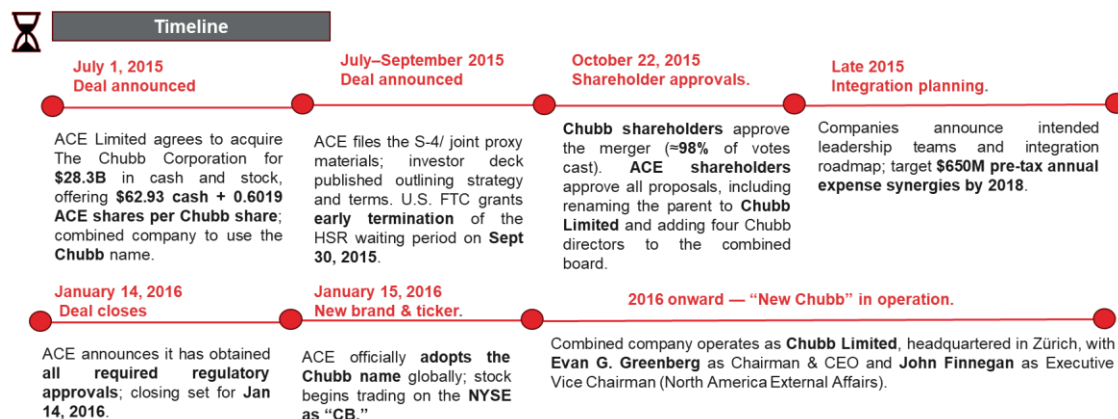 Timeline
July 1, 2015
Deal announced
ACE Limited agrees to acquire
The Chubb Corporation for
$28.3B in cash and stock,
offering $62.93 cash + 0.6019
ACE shares per Chubb share;
combined company to use the
Chubb name.
July–September 2015
Deal announced
ACE files the S-4/ joint proxy
materials; investor deck
published outlining strategy
and terms. U.S. FTC grants
early termination of the
HSR waiting period on Sept
30, 2015.
October 22, 2015
Shareholder approvals.
Chubb shareholders approve
the merger (≈98% of votes
cast). ACE shareholders
approve all proposals, including
renaming the parent to Chubb
Limited and adding four Chubb
directors to the combined
board.
Late 2015
Integration planning.
Companies announce intended
leadership teams and integration
roadmap; target $650M pre-tax annual
expense synergies by 2018.
January 14, 2016
Deal closes
ACE announces it has obtained
all required regulatory
approvals; closing set for Jan
14, 2016.
January 15, 2016
New brand & ticker.
ACE officially adopts the
Chubb name globally; stock
begins trading on the NYSE
as “CB.”
2016 onward — “New Chubb” in operation.
Combined company operates as Chubb Limited, headquartered in Zürich, with
Evan G. Greenberg as Chairman & CEO and John Finnegan as Executive
Vice Chairman (North America External Affairs).